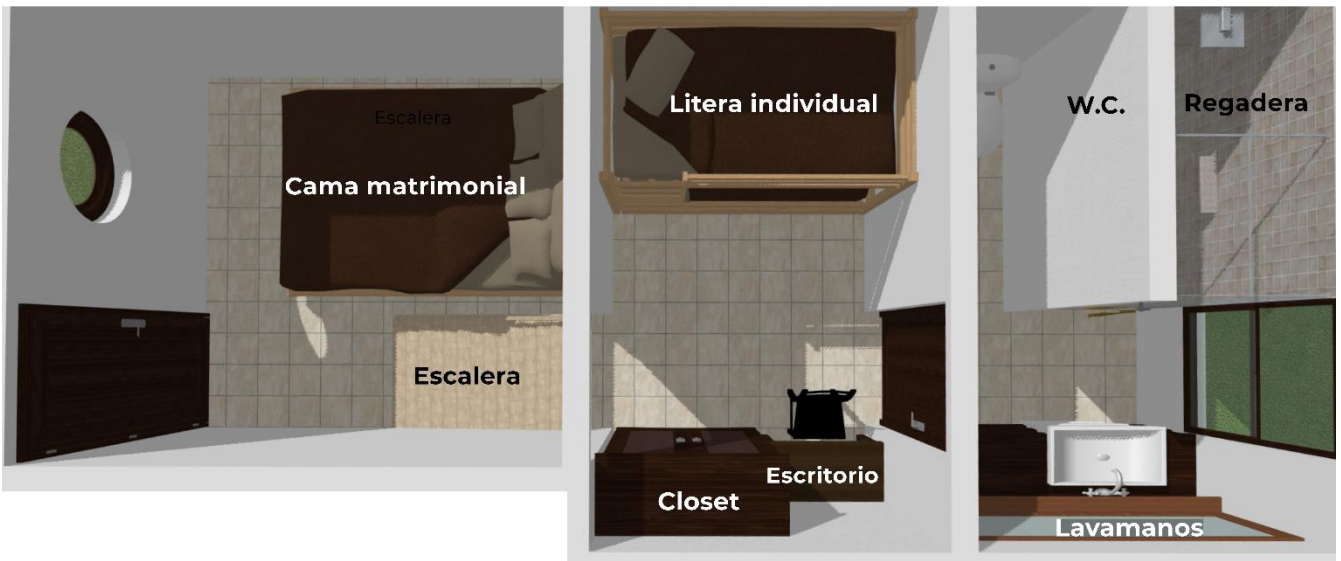 Escalera
Cama matrimonial
Escalera
Litera individual
Escritorio
Closet
W.C.
Regadera
Lavamanos